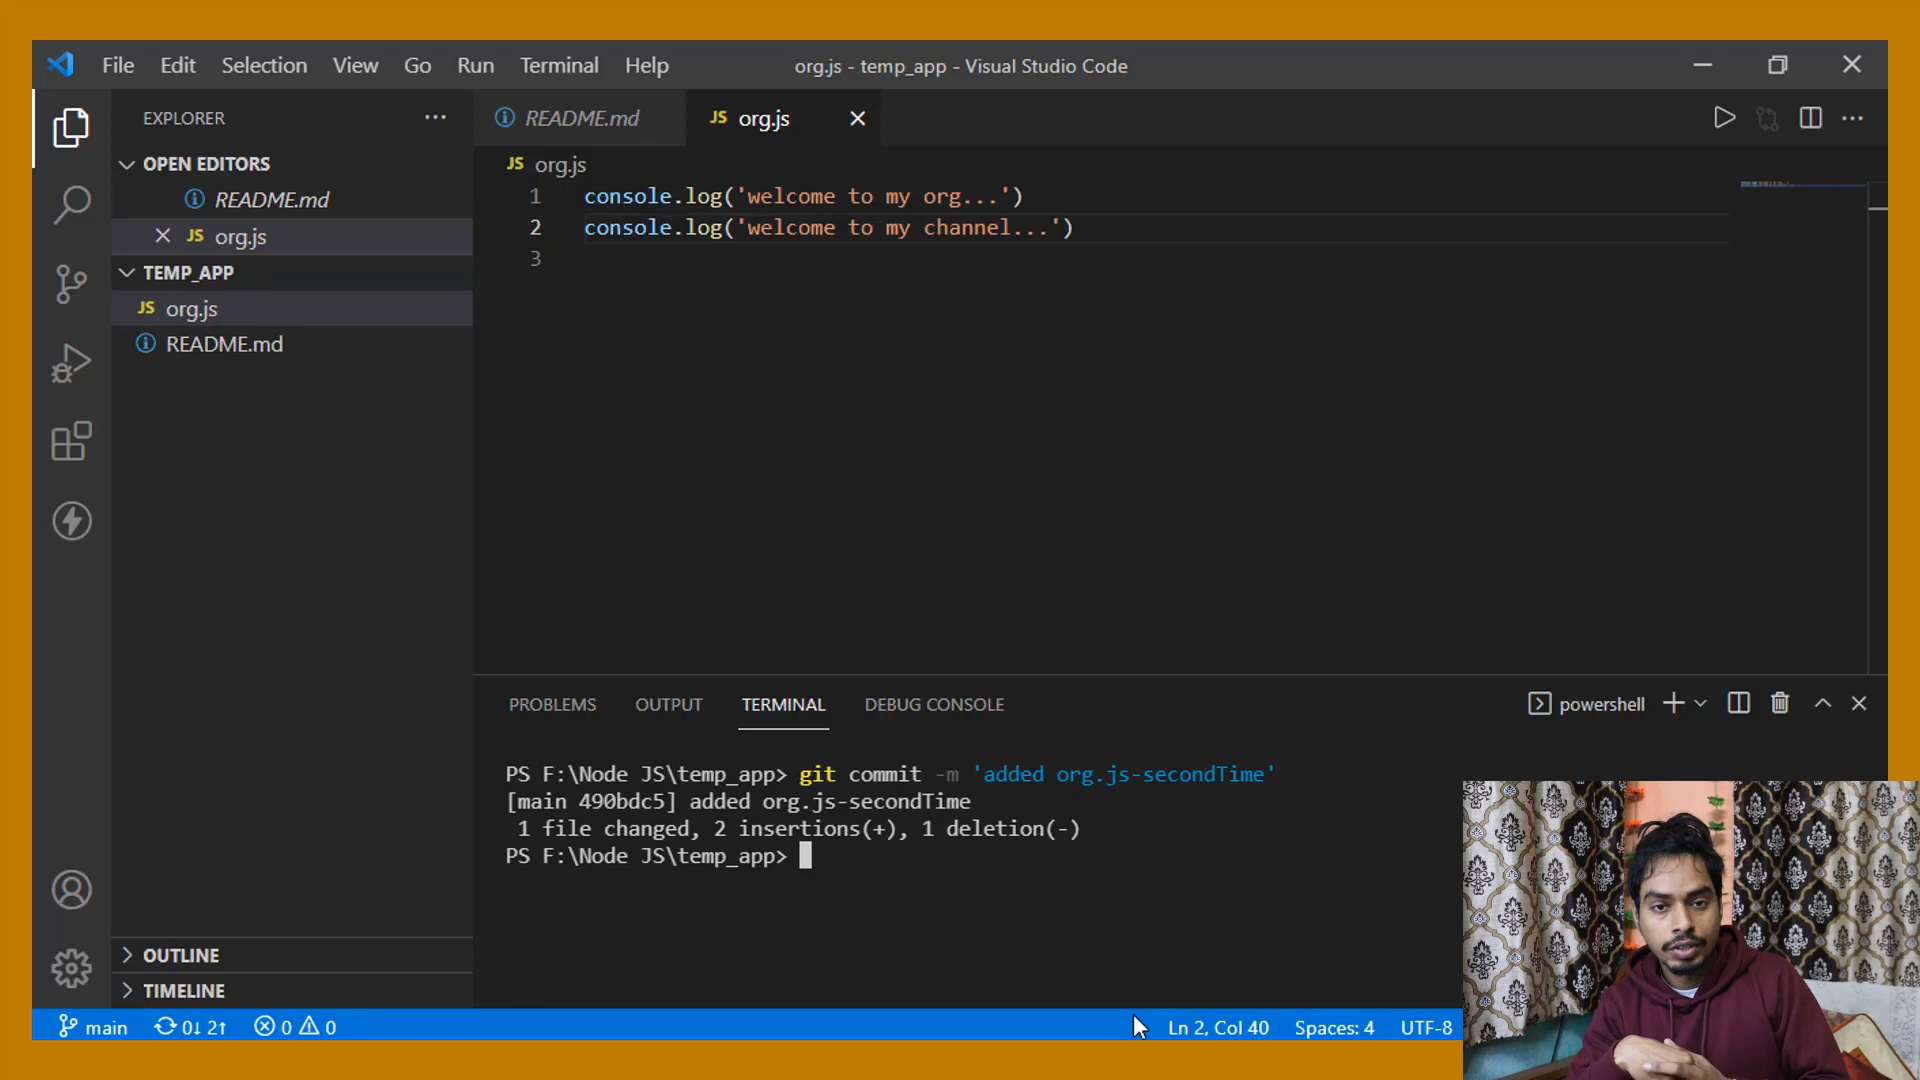 File Edit Selection View Go Run Terminal Help
org.js - temp_app - Visual Studio Code
EXPLORER
OPEN EDITORS
README.md
JS org.js
TEMP_APP
JS org.js
README.md
OUTLINE
TIMELINE
README.md
JS org.js
JS org.js
1 console.log('welcome to my org...')
2 console.log('welcome to my channel...')
3
PROBLEMS OUTPUT TERMINAL DEBUG CONSOLE
powershell
PS F:\Node JS\temp_app> git commit -m 'added org.js-secondTime'
[main 490bdc5] added org.js-secondTime
1 file changed, 2 insertions(+), 1 deletion(-)
PS F:\Node JS\temp_app>
main 0↓ 2↑ 0 0 Ln 2, Col 40 Spaces: 4 UTF-8